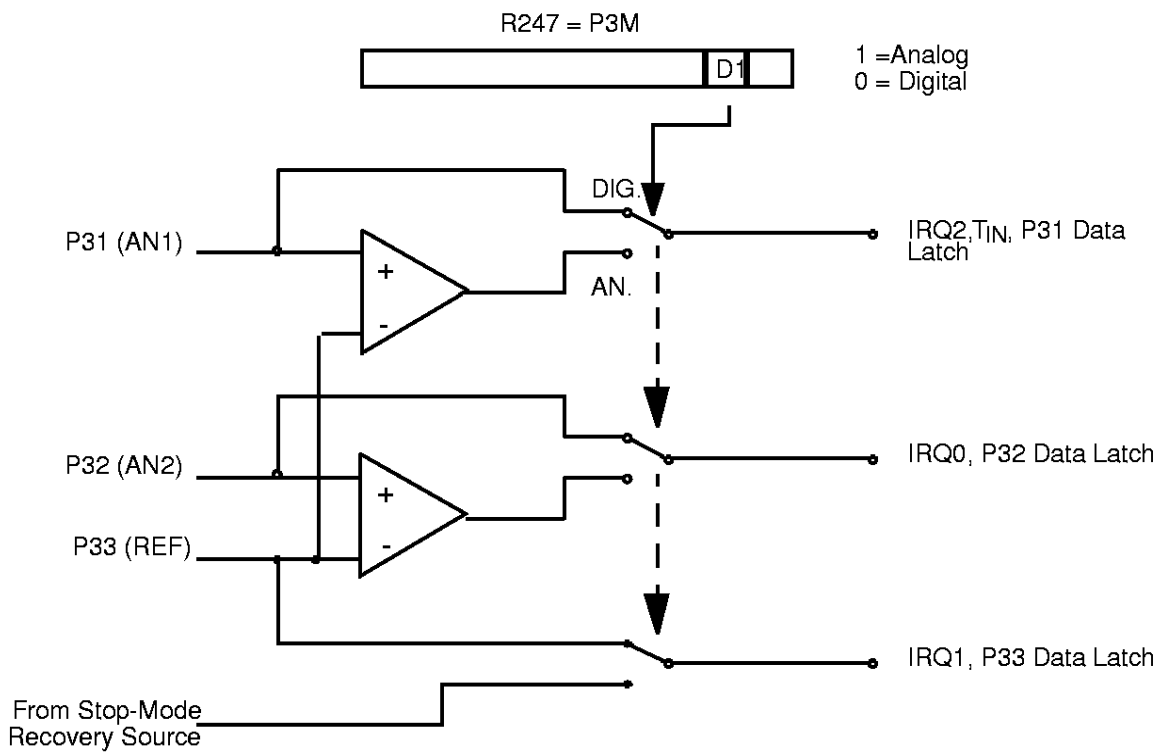 R247 = P3M
D1
1 =Analog
0 = Digital
DIG.
P31 (AN1)
+
-
AN.
IRQ2,TIN, P31 Data
Latch
P32 (AN2)
+
-
IRQ0, P32 Data Latch
P33 (REF)
IRQ1, P33 Data Latch
From Stop-Mode
Recovery Source